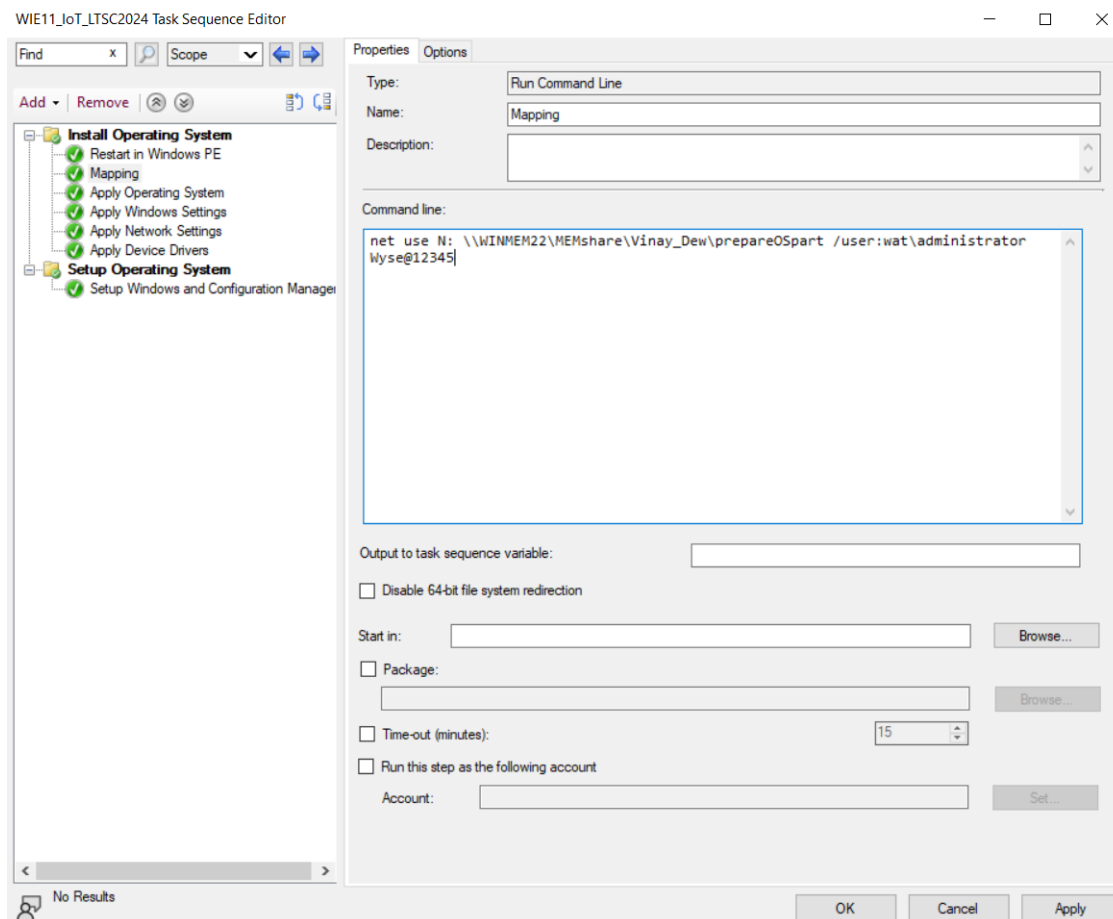 WIE11_IoT_LTSC2024 Task Sequence Editor
Find x Scope
Add Remove
Install Operating System
Restart in Windows PE
Mapping
Apply Operating System
Apply Windows Settings
Apply Network Settings
Apply Device Drivers
Setup Operating System
Setup Windows and Configuration Manager
Properties Options
Type: Run Command Line
Name: Mapping
Description:
Command line:
net use N: \\WINMEM22\MEMshare\Vinay_Dew\prepareOSpart /user:wat\administrator
Wyse@12345
Output to task sequence variable:
Disable 64-bit file system redirection
Start in: Browse...
Package:
Browse...
Time-out (minutes): 15
Run this step as the following account
Account: Set...
No Results
OK Cancel Apply